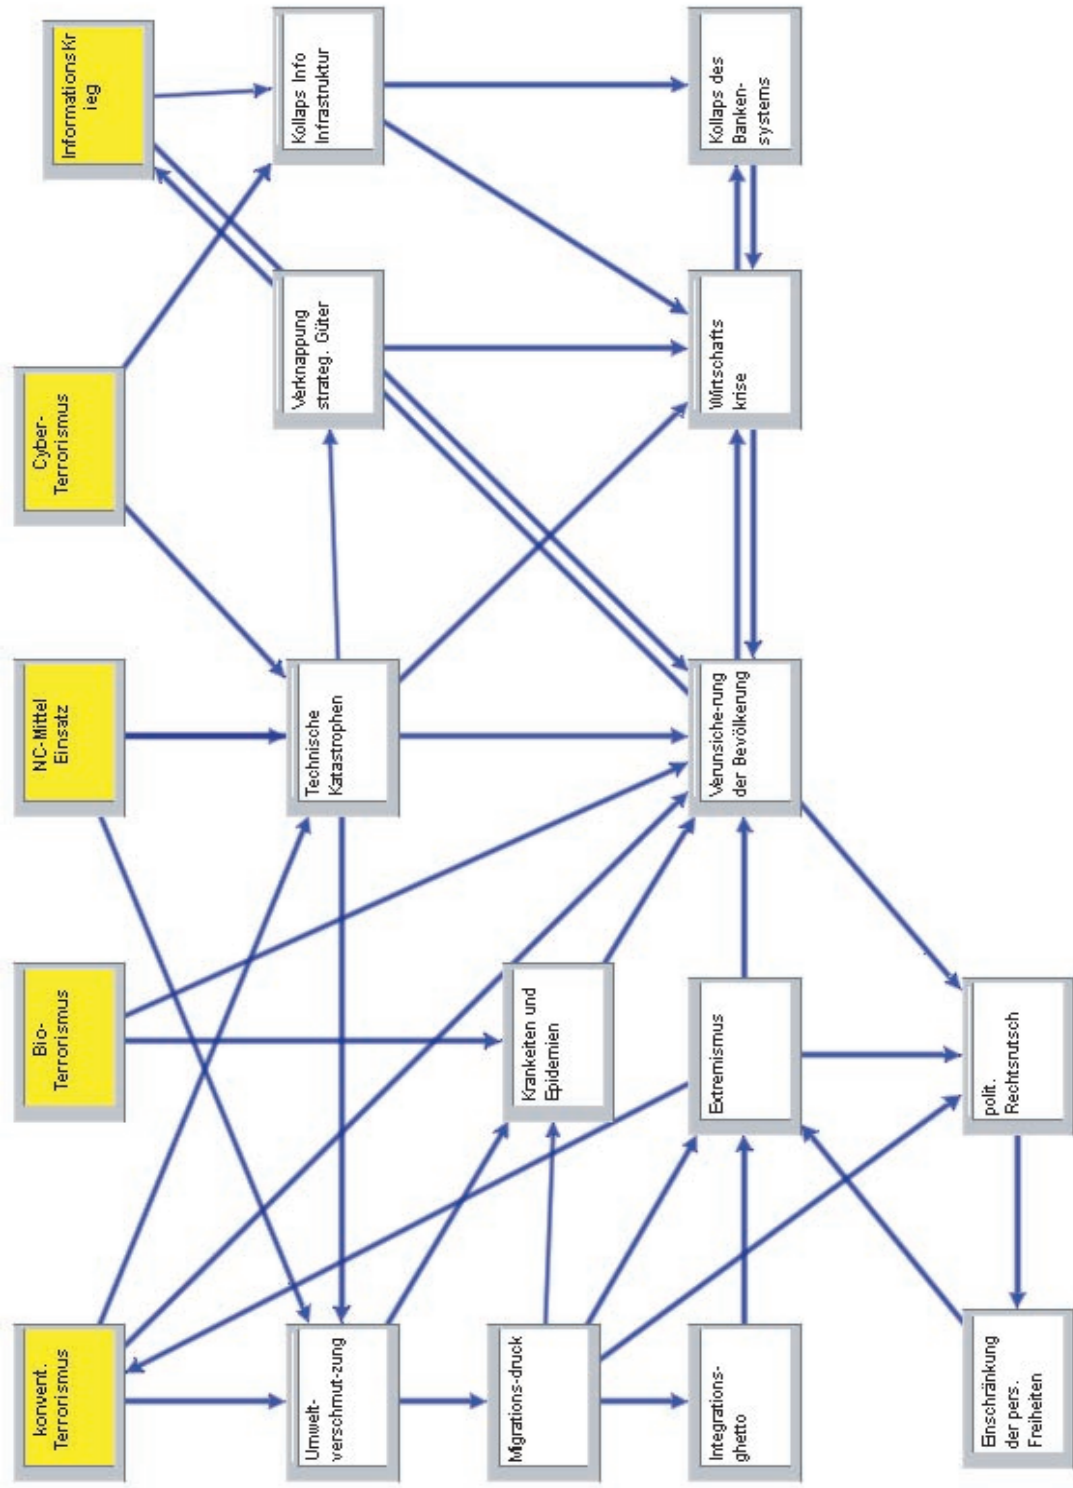 konvent.
Terrorismus
Bio-
Terrorismus
NC-Mittel
Einsatz
Cyber-
Terrorismus
InformationsKr
ieg
Umwelt-
verschmut-zung
Technische
Katastrophen
Verknappung
strateg. Güter
Kollaps Info
Infrastruktur
Migrations-druck
Krankeiten und
Epidemien
Integrations-
ghetto
Extremismus
Verunsiche-rung
der Bevölkerung
Wirtschafts
krise
Kollaps des
Banken-
systems
Einschränkung
der pers.
Freiheiten
polit.
Rechtsrutsch